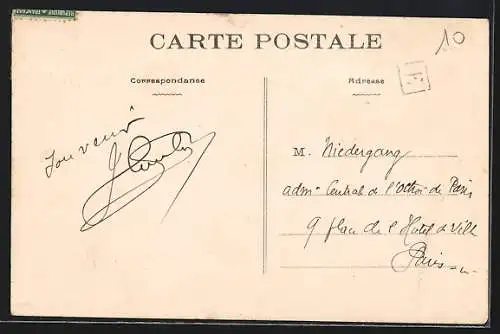 CARTE POSTALE
10
E
Correspondanse
Adresse
Souvenir
M. Niedergang
adm. Central de l'octroi de Paris
9 place de l'Hotel de Ville
Paris